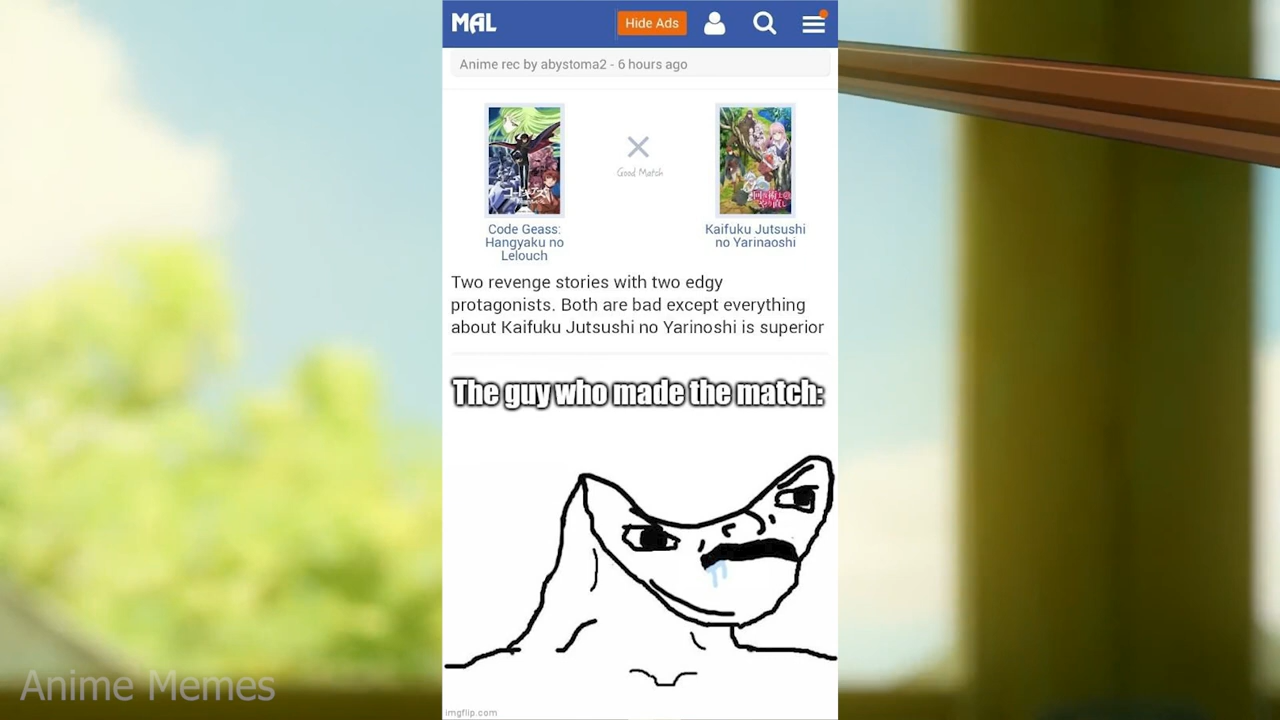 MAL
Hide Ads
Anime rec by abystoma2 - 6 hours ago
Good Match
Code Geass:
Hangyaku no
Lelouch
Kaifuku Jutsushi
no Yarinaoshi
Two revenge stories with two edgy
protagonists. Both are bad except everything
about Kaifuku Jutsushi no Yarinoshi is superior
The guy who made the match:
Anime Memes
imgflip.com